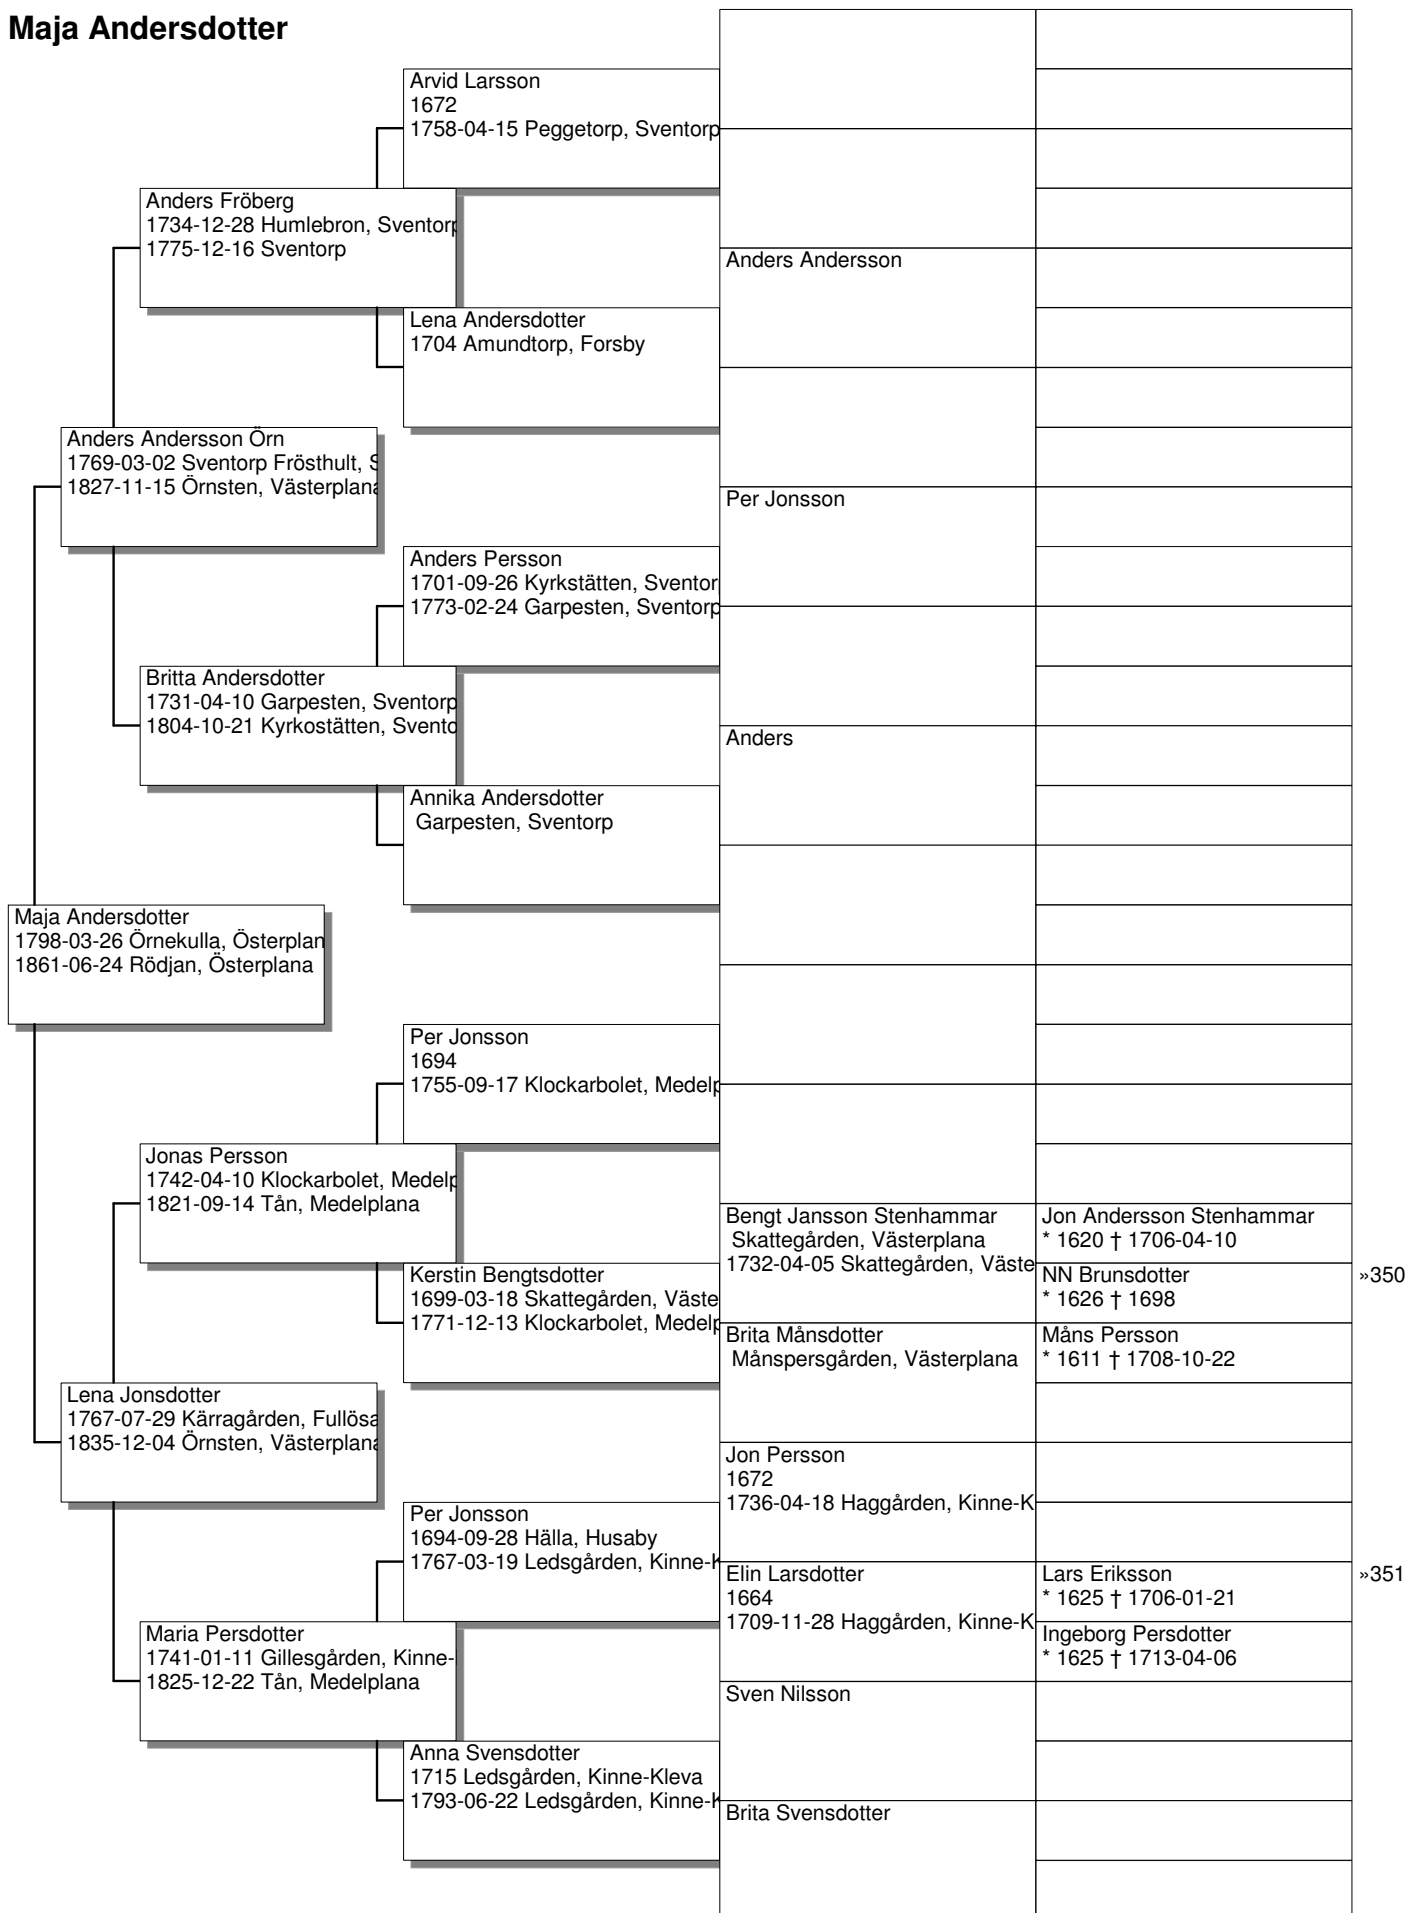 Maja Andersdotter
Arvid Larsson
1672
1758-04-15 Peggetorp, Sventorp
Anders Fröberg
1734-12-28 Humlebron, Sventorp
1775-12-16 Sventorp
Anders Andersson
Lena Andersdotter
1704 Amundtorp, Forsby
Anders Andersson Örn
1769-03-02 Sventorp Frösthult, S
1827-11-15 Örnsten, Västerplana
Per Jonsson
Anders Persson
1701-09-26 Kyrkstätten, Sventor
1773-02-24 Garpesten, Sventorp
Britta Andersdotter
1731-04-10 Garpesten, Sventorp
1804-10-21 Kyrkostätten, Svento
Anders
Annika Andersdotter
Garpesten, Sventorp
Maja Andersdotter
1798-03-26 Örnekulla, Österplan
1861-06-24 Rödjan, Österplana
Per Jonsson
1694
1755-09-17 Klockarbolet, Medelp
Jonas Persson
1742-04-10 Klockarbolet, Medelp
1821-09-14 Tån, Medelplana
Bengt Jansson Stenhammar
Skattegården, Västerplana
1732-04-05 Skattegården, Väste
Jon Andersson Stenhammar
* 1620 † 1706-04-10
NN Brunsdotter
* 1626 † 1698
»350
Kerstin Bengtsdotter
1699-03-18 Skattegården, Väste
1771-12-13 Klockarbolet, Medelp
Brita Månsdotter
Månspersgården, Västerplana
Måns Persson
* 1611 † 1708-10-22
Lena Jonsdotter
1767-07-29 Kärragården, Fullösa
1835-12-04 Örnsten, Västerplana
Jon Persson
1672
1736-04-18 Haggården, Kinne-K
Per Jonsson
1694-09-28 Hälla, Husaby
1767-03-19 Ledsgården, Kinne-K
Elin Larsdotter
1664
1709-11-28 Haggården, Kinne-K
Lars Eriksson
* 1625 † 1706-01-21
»351
Ingeborg Persdotter
* 1625 † 1713-04-06
Maria Persdotter
1741-01-11 Gillesgården, Kinne-
1825-12-22 Tån, Medelplana
Sven Nilsson
Anna Svensdotter
1715 Ledsgården, Kinne-Kleva
1793-06-22 Ledsgården, Kinne-K
Brita Svensdotter